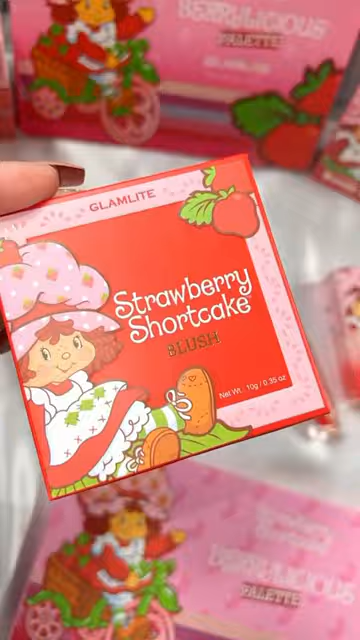 BERRYLICIOUS
PALETTE
GLAMLITE
Strawberry
Shortcake
BLUSH
Net Wt : 10g / 0.35 oz
BERRYLICIOUS
PALETTE